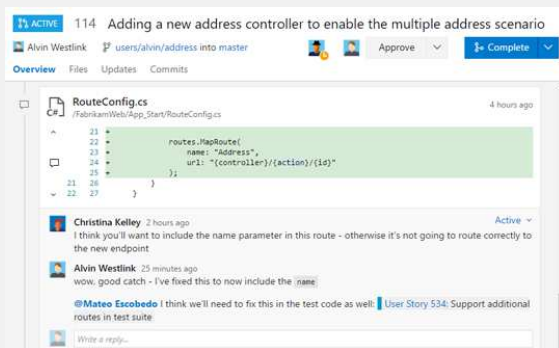 ACTIVE 114 Adding a new address controller to enable the multiple address scenario
Alvin Westlink users/alvin/address into master Approve Complete
Overview Files Updates Commits
RouteConfig.cs 4 hours ago
C# /FabrikamWeb/App_Start/RouteConfig.cs
21 +
22 + routes.MapRoute(
23 + name: "Address",
24 + url: "{controller}/{action}/{id}"
25 + );
21 26 }
22 27 }
Christina Kelley 2 hours ago Active
I think you'll want to include the name parameter in this route - otherwise it's not going to route correctly to
the new endpoint
Alvin Westlink 25 minutes ago
wow. good catch - I've fixed this to now include the name
@Mateo Escobedo I think we'll need to fix this in the test code as well: User Story 534: Support additional
routes in test suite
Write a reply...